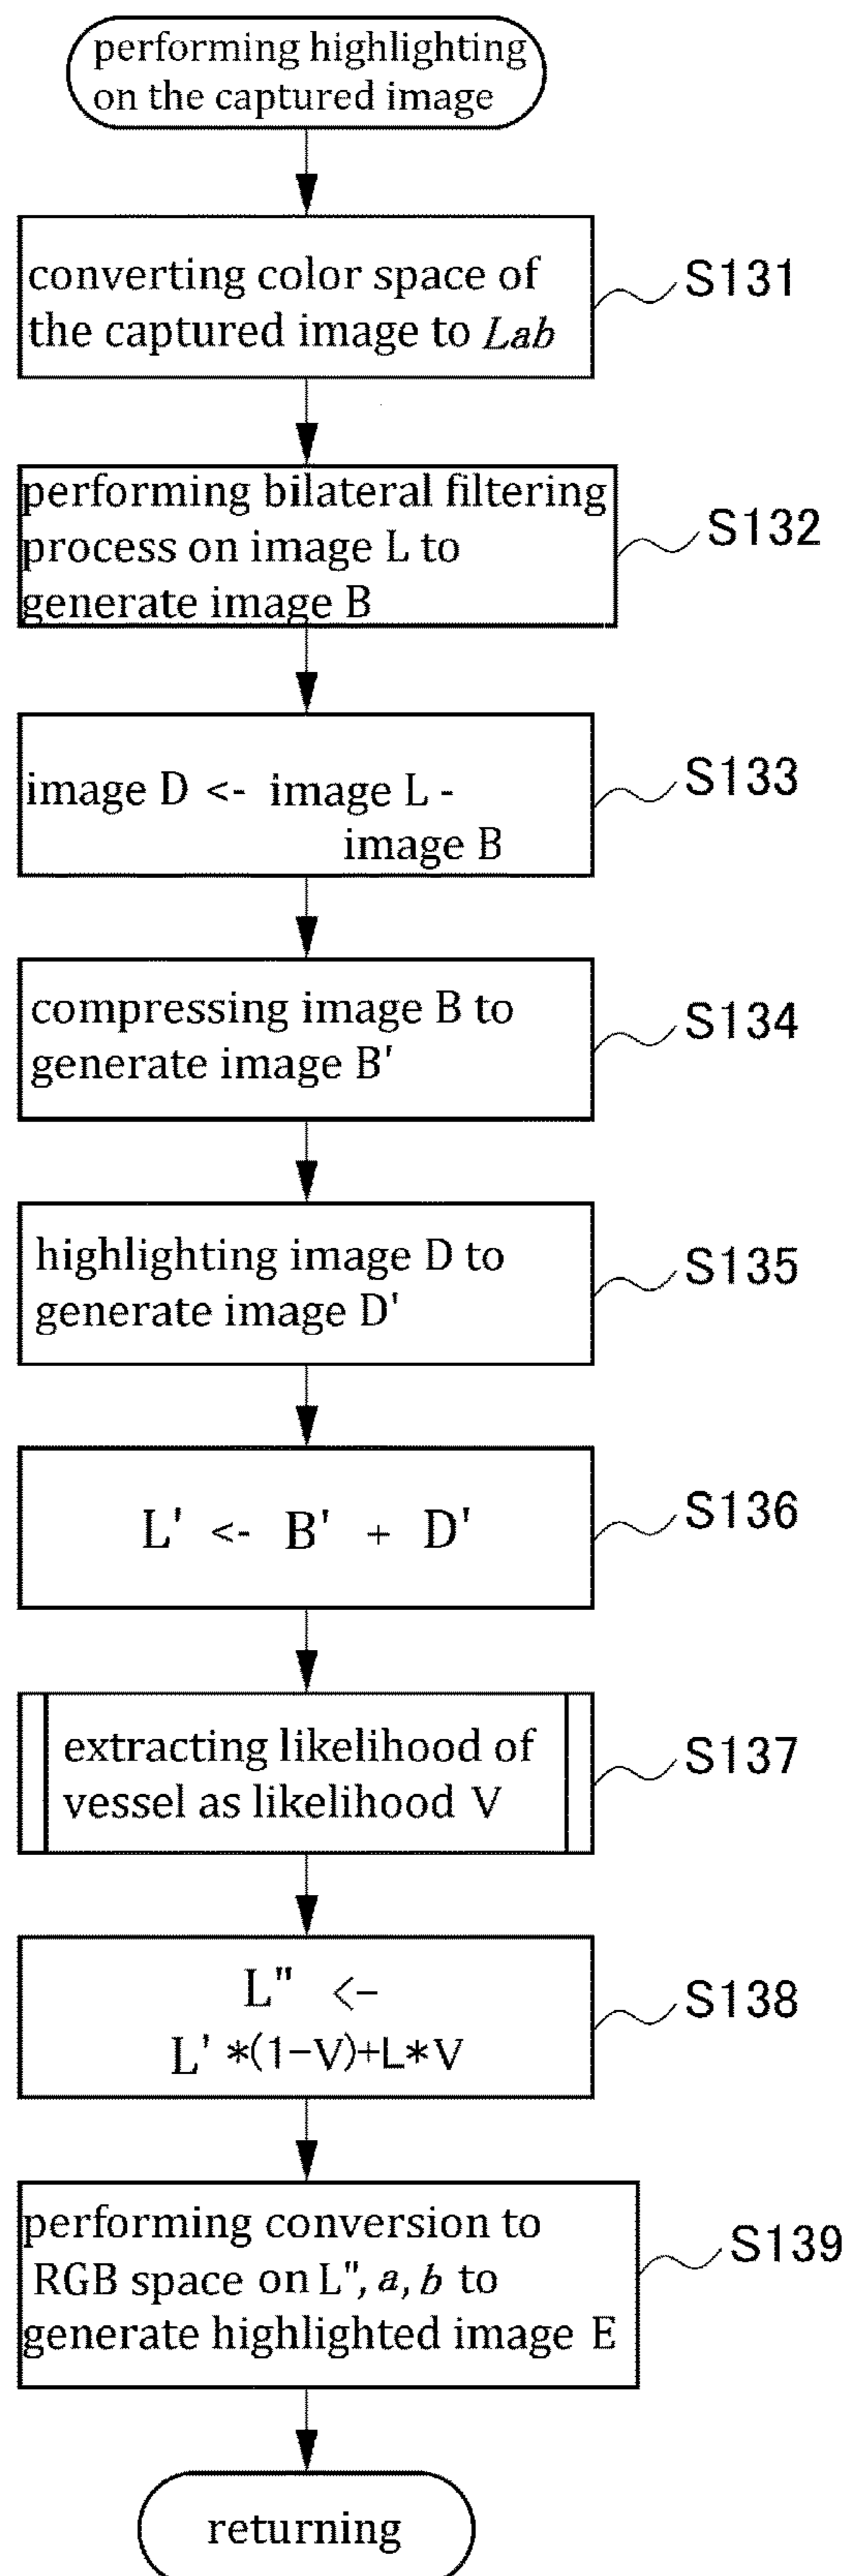 performing highlighting
on the captured image
converting color space of
the captured image to Lab
S131
performing bilateral filtering
process on image L to
generate image B
S132
image D <- image L -
image B
S133
compressing image B to
generate image B'
S134
highlighting image D to
generate image D'
S135
L' <- B' + D'
S136
extracting likelihood of
vessel as likelihood V
S137
L" <-
L' *(1-V)+L*V
S138
performing conversion to
RGB space on L", a, b to
generate highlighted image E
S139
returning